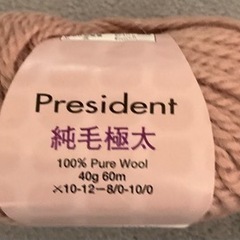 President
純毛極太
100% Pure Wool
40g 60m
×10-12−8/0-10/0